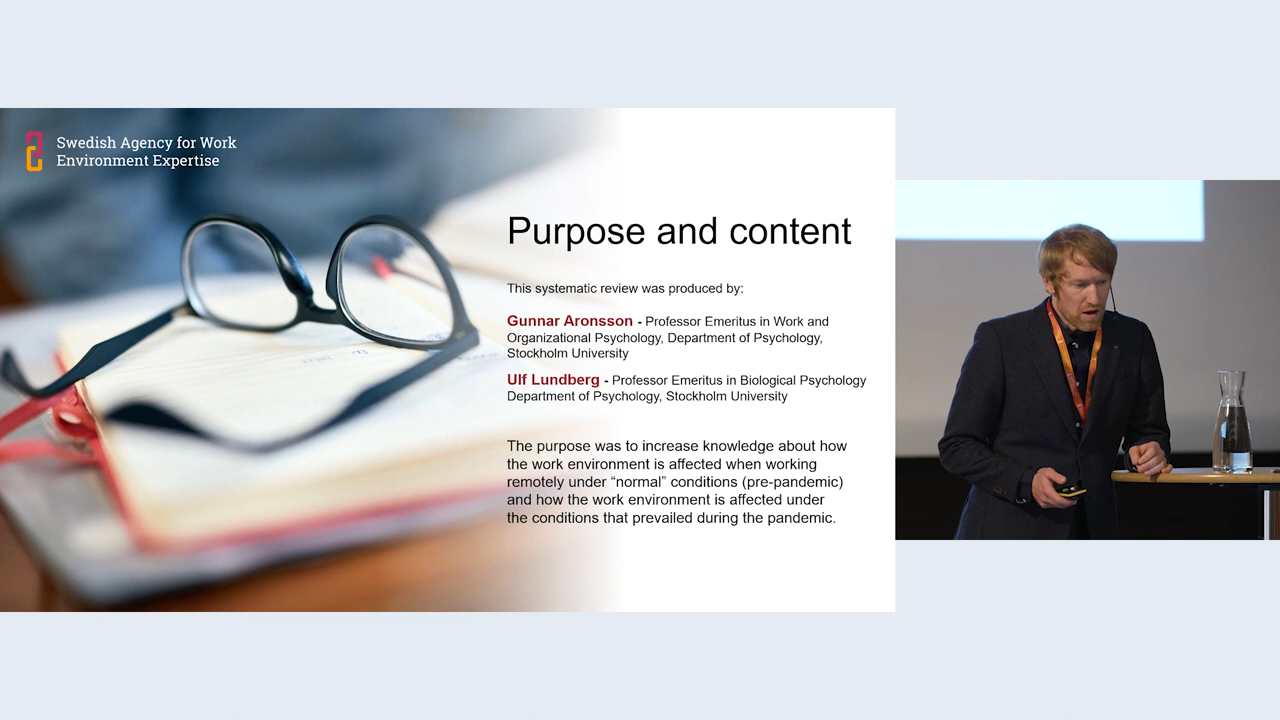 Swedish Agency for Work
Environment Expertise
Purpose and content
This systematic review was produced by:
Gunnar Aronsson - Professor Emeritus in Work and
Organizational Psychology, Department of Psychology,
Stockholm University
Ulf Lundberg - Professor Emeritus in Biological Psychology
Department of Psychology, Stockholm University
The purpose was to increase knowledge about how
the work environment is affected when working
remotely under “normal” conditions (pre-pandemic)
and how the work environment is affected under
the conditions that prevailed during the pandemic.